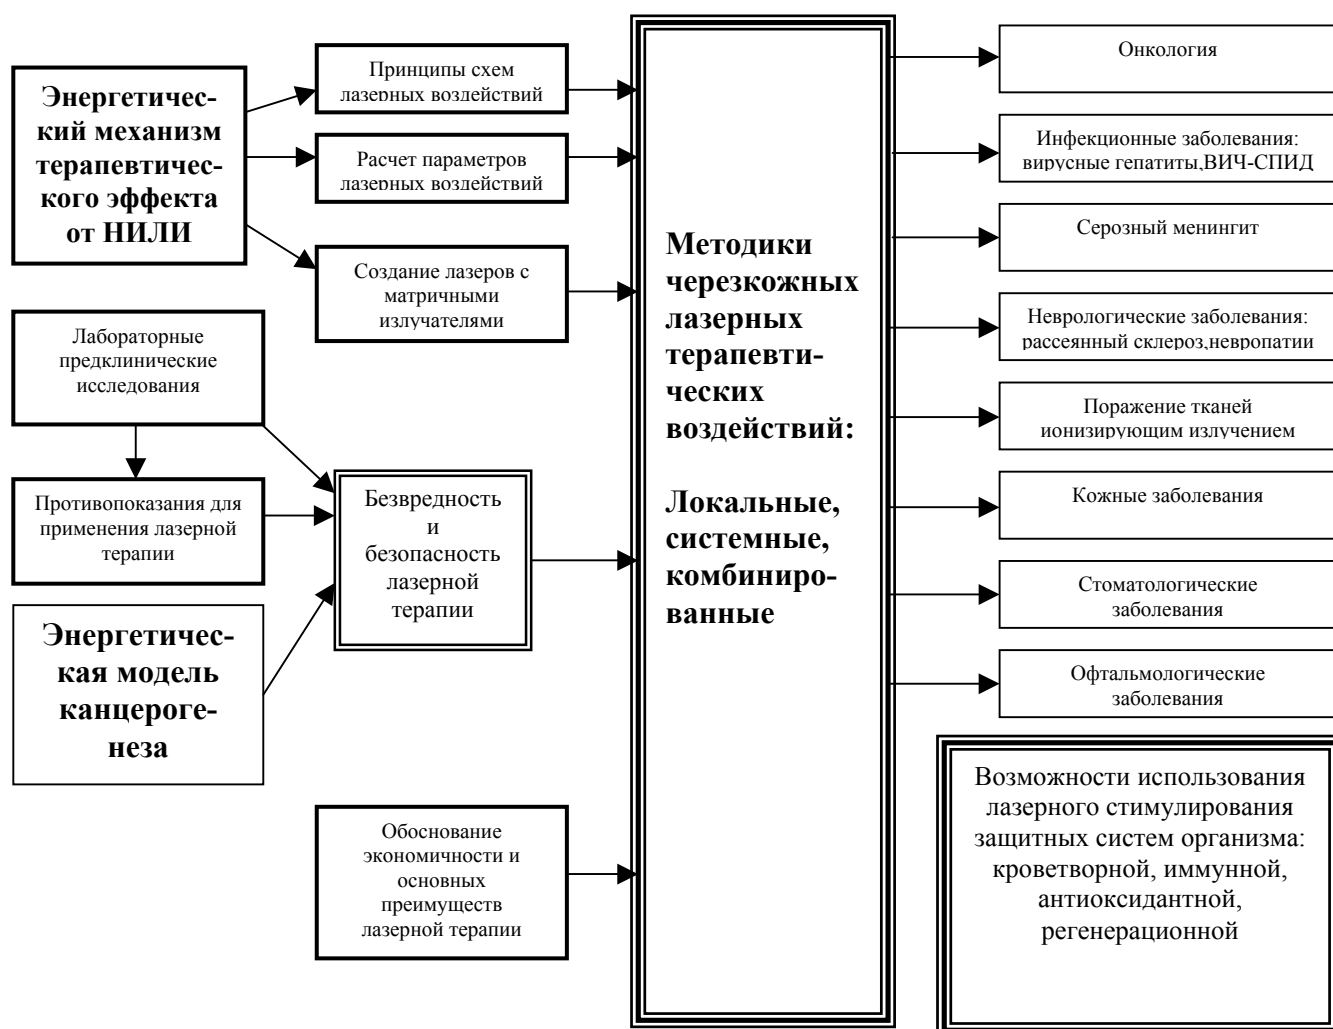 Энергетичес-
кий механизм
терапевтичес-
кого эффекта
от НИЛИ
Принципы схем
лазерных воздействий
Расчет параметров
лазерных воздействий
Создание лазеров с
матричными
излучателями
Лабораторные
предклинические
исследования
Противопоказания для
применения лазерной
терапии
Безвредность
и
безопасность
лазерной
терапии
Энергетичес-
кая модель
канцероге-
неза
Обоснование
экономичности и
основных
преимуществ
лазерной терапии
Методики
черезкожных
лазерных
терапевти-
ческих
воздействий:
Локальные,
системные,
комбиниро-
ванные
Онкология
Инфекционные заболевания:
вирусные гепатиты,ВИЧ-СПИД
Серозный менингит
Неврологические заболевания:
рассеянный склероз,невропатии
Поражение тканей
ионизирующим излучением
Кожные заболевания
Стоматологические
заболевания
Офтальмологические
заболевания
Возможности использования
лазерного стимулирования
защитных систем организма:
кроветворной, иммунной,
антиоксидантной,
регенерационной